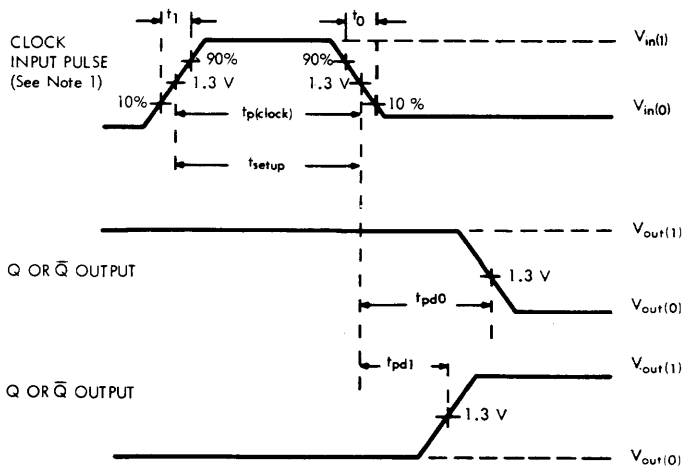 t1
t0
CLOCK
INPUT PULSE
(See Note 1)
Vin(1)
90%
90%
1.3 V
1.3 V
10%
10 %
Vin(0)
tp(clock)
tsetup
Vout(1)
Q OR Q̅ OUTPUT
1.3 V
tpd0
Vout(0)
tpd1
Vout(1)
Q OR Q̅ OUTPUT
1.3 V
Vout(0)